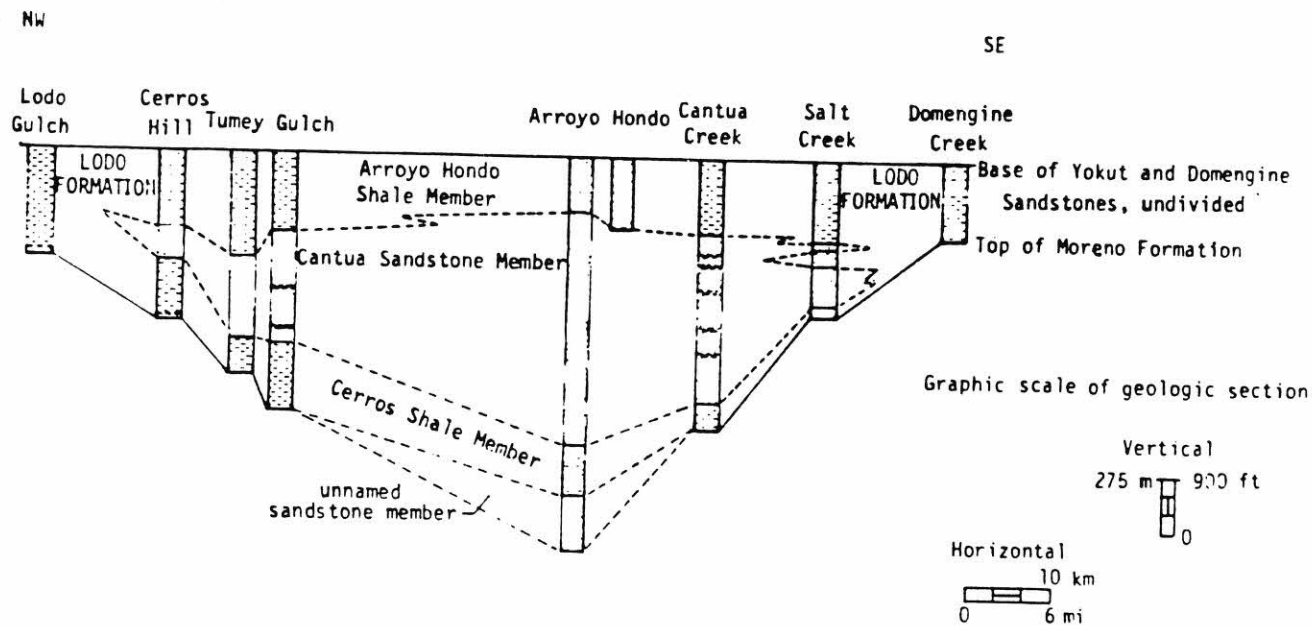 NW
SE
Lodo
Gulch
Cerros
Hill
Tumey Gulch
Arroyo Hondo
Cantua
Creek
Salt
Creek
Domengine
Creek
LODO
FORMATION
Arroyo Hondo
Shale Member
LODO
FORMATION
Base of Yokut and Domengine
Sandstones, undivided
Cantua Sandstone Member
Top of Moreno Formation
Cerros Shale Member
unnamed
sandstone member
Graphic scale of geologic section
Vertical
275 m 900 ft
0
Horizontal
10 km
0 6 mi